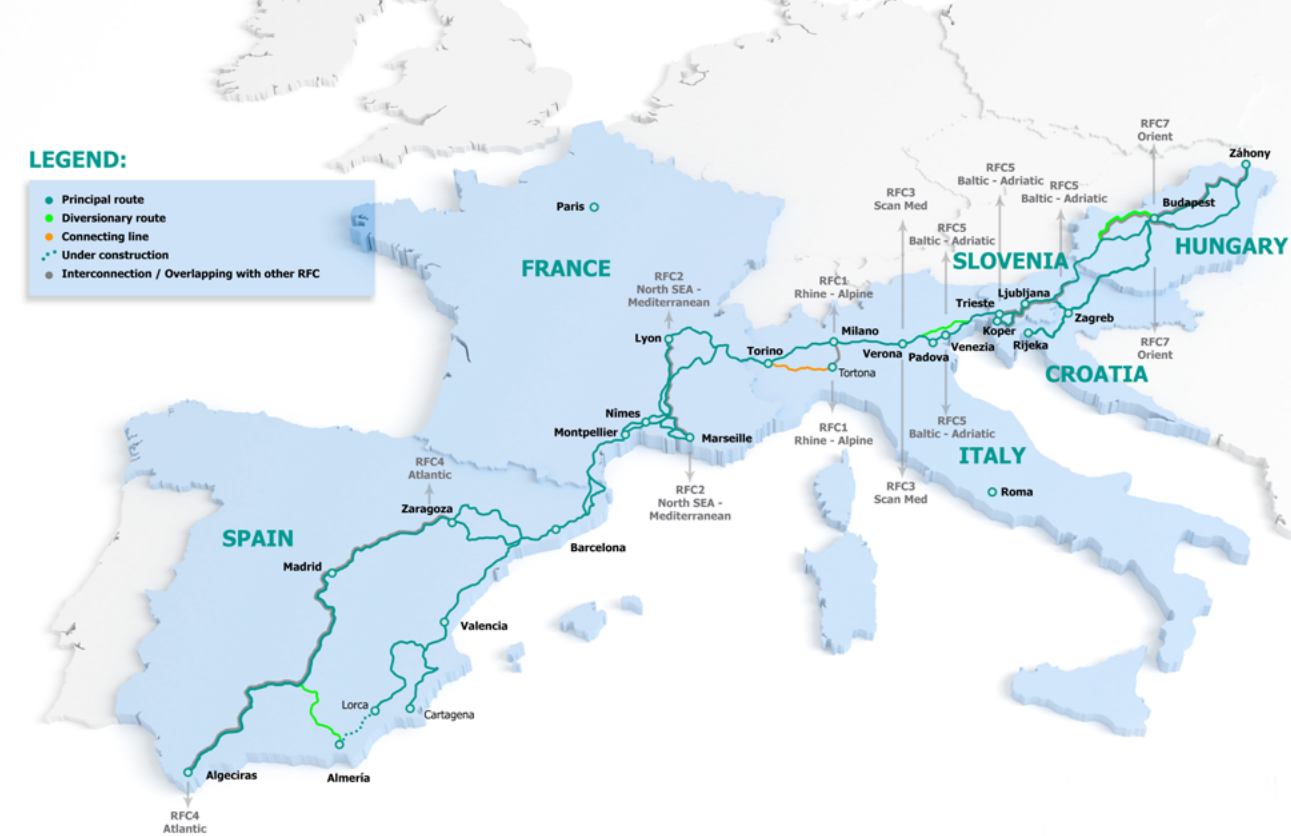 LEGEND:
Principal route
Diversionary route
Connecting line
Under construction
Interconnection / Overlapping with other RFC
RFC7
Orient
Záhony
RFC5
Baltic - Adriatic
RFC5
Baltic - Adriatic
RFC3
Scan Med
Budapest
Paris
RFC5
Baltic - Adriatic
HUNGARY
SLOVENIA
FRANCE
RFC2
North SEA -
Mediterranean
RFC1
Rhine - Alpine
Ljubljana
Trieste
Zagreb
Koper
Rijeka
Milano
Lyon
Torino
Verona
Padova
Venezia
RFC7
Orient
Tortona
CROATIA
Nîmes
Montpellier
Marseille
RFC1
Rhine - Alpine
RFC5
Baltic - Adriatic
ITALY
RFC4
Atlantic
RFC2
North SEA -
Mediterranean
RFC3
Scan Med
Roma
Zaragoza
SPAIN
Barcelona
Madrid
Valencia
Lorca
Cartagena
Algeciras
Almería
RFC4
Atlantic